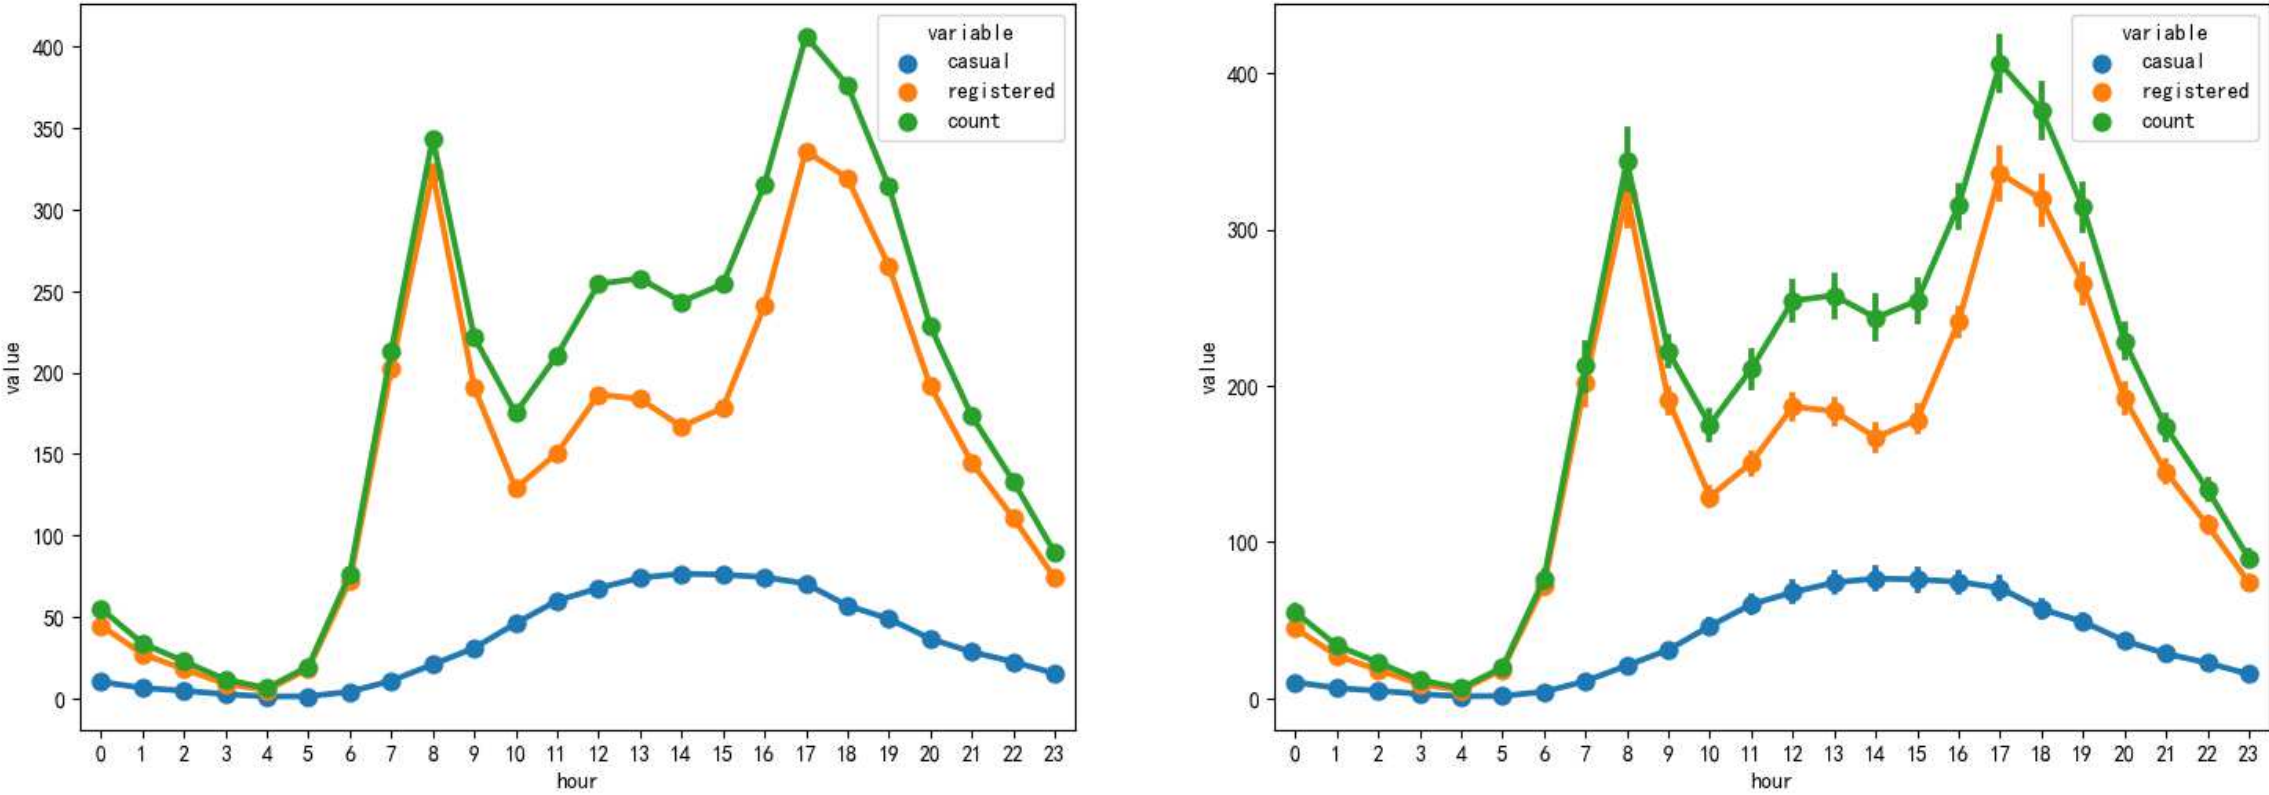 variable
casual
registered
count
value
400
350
300
250
200
150
100
50
0
0 1 2 3 4 5 6 7 8 9 10 11 12 13 14 15 16 17 18 19 20 21 22 23
hour
variable
casual
registered
count
value
400
300
200
100
0
0 1 2 3 4 5 6 7 8 9 10 11 12 13 14 15 16 17 18 19 20 21 22 23
hour